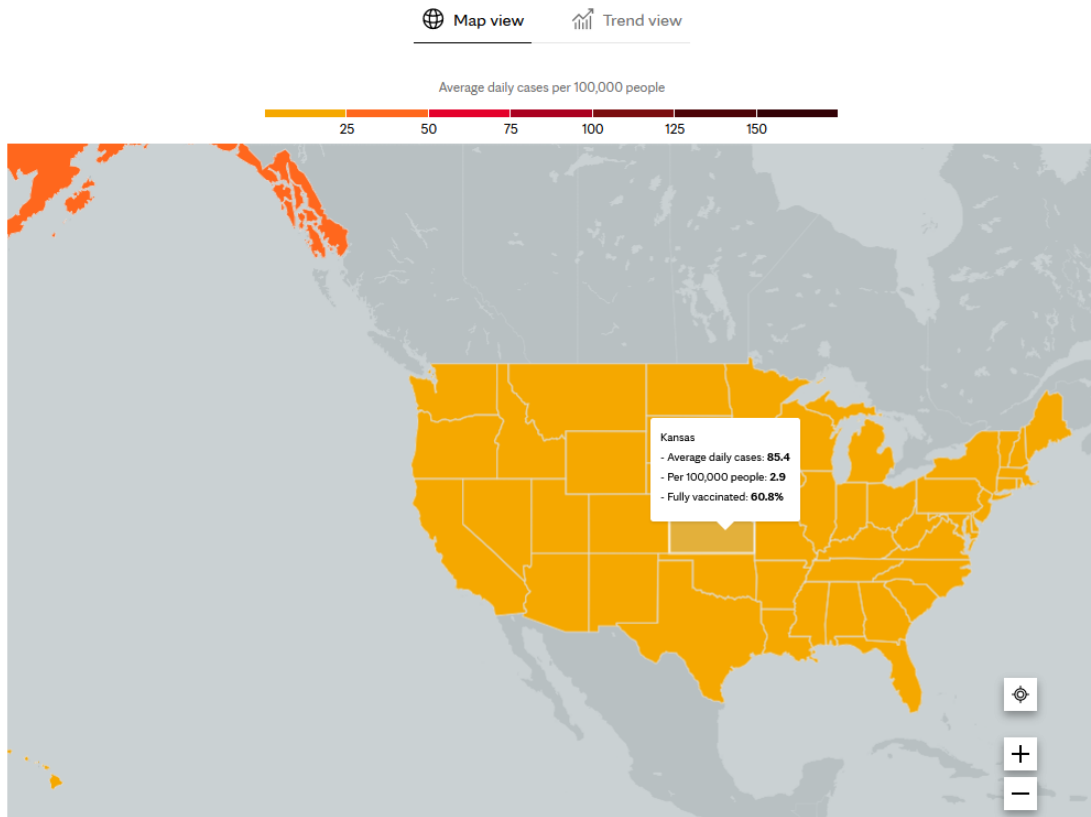 Map view Trend view
Average daily cases per 100,000 people
25 50 75 100 125 150
Kansas
- Average daily cases: 85.4
- Per 100,000 people: 2.9
- Fully vaccinated: 60.8%
+
−